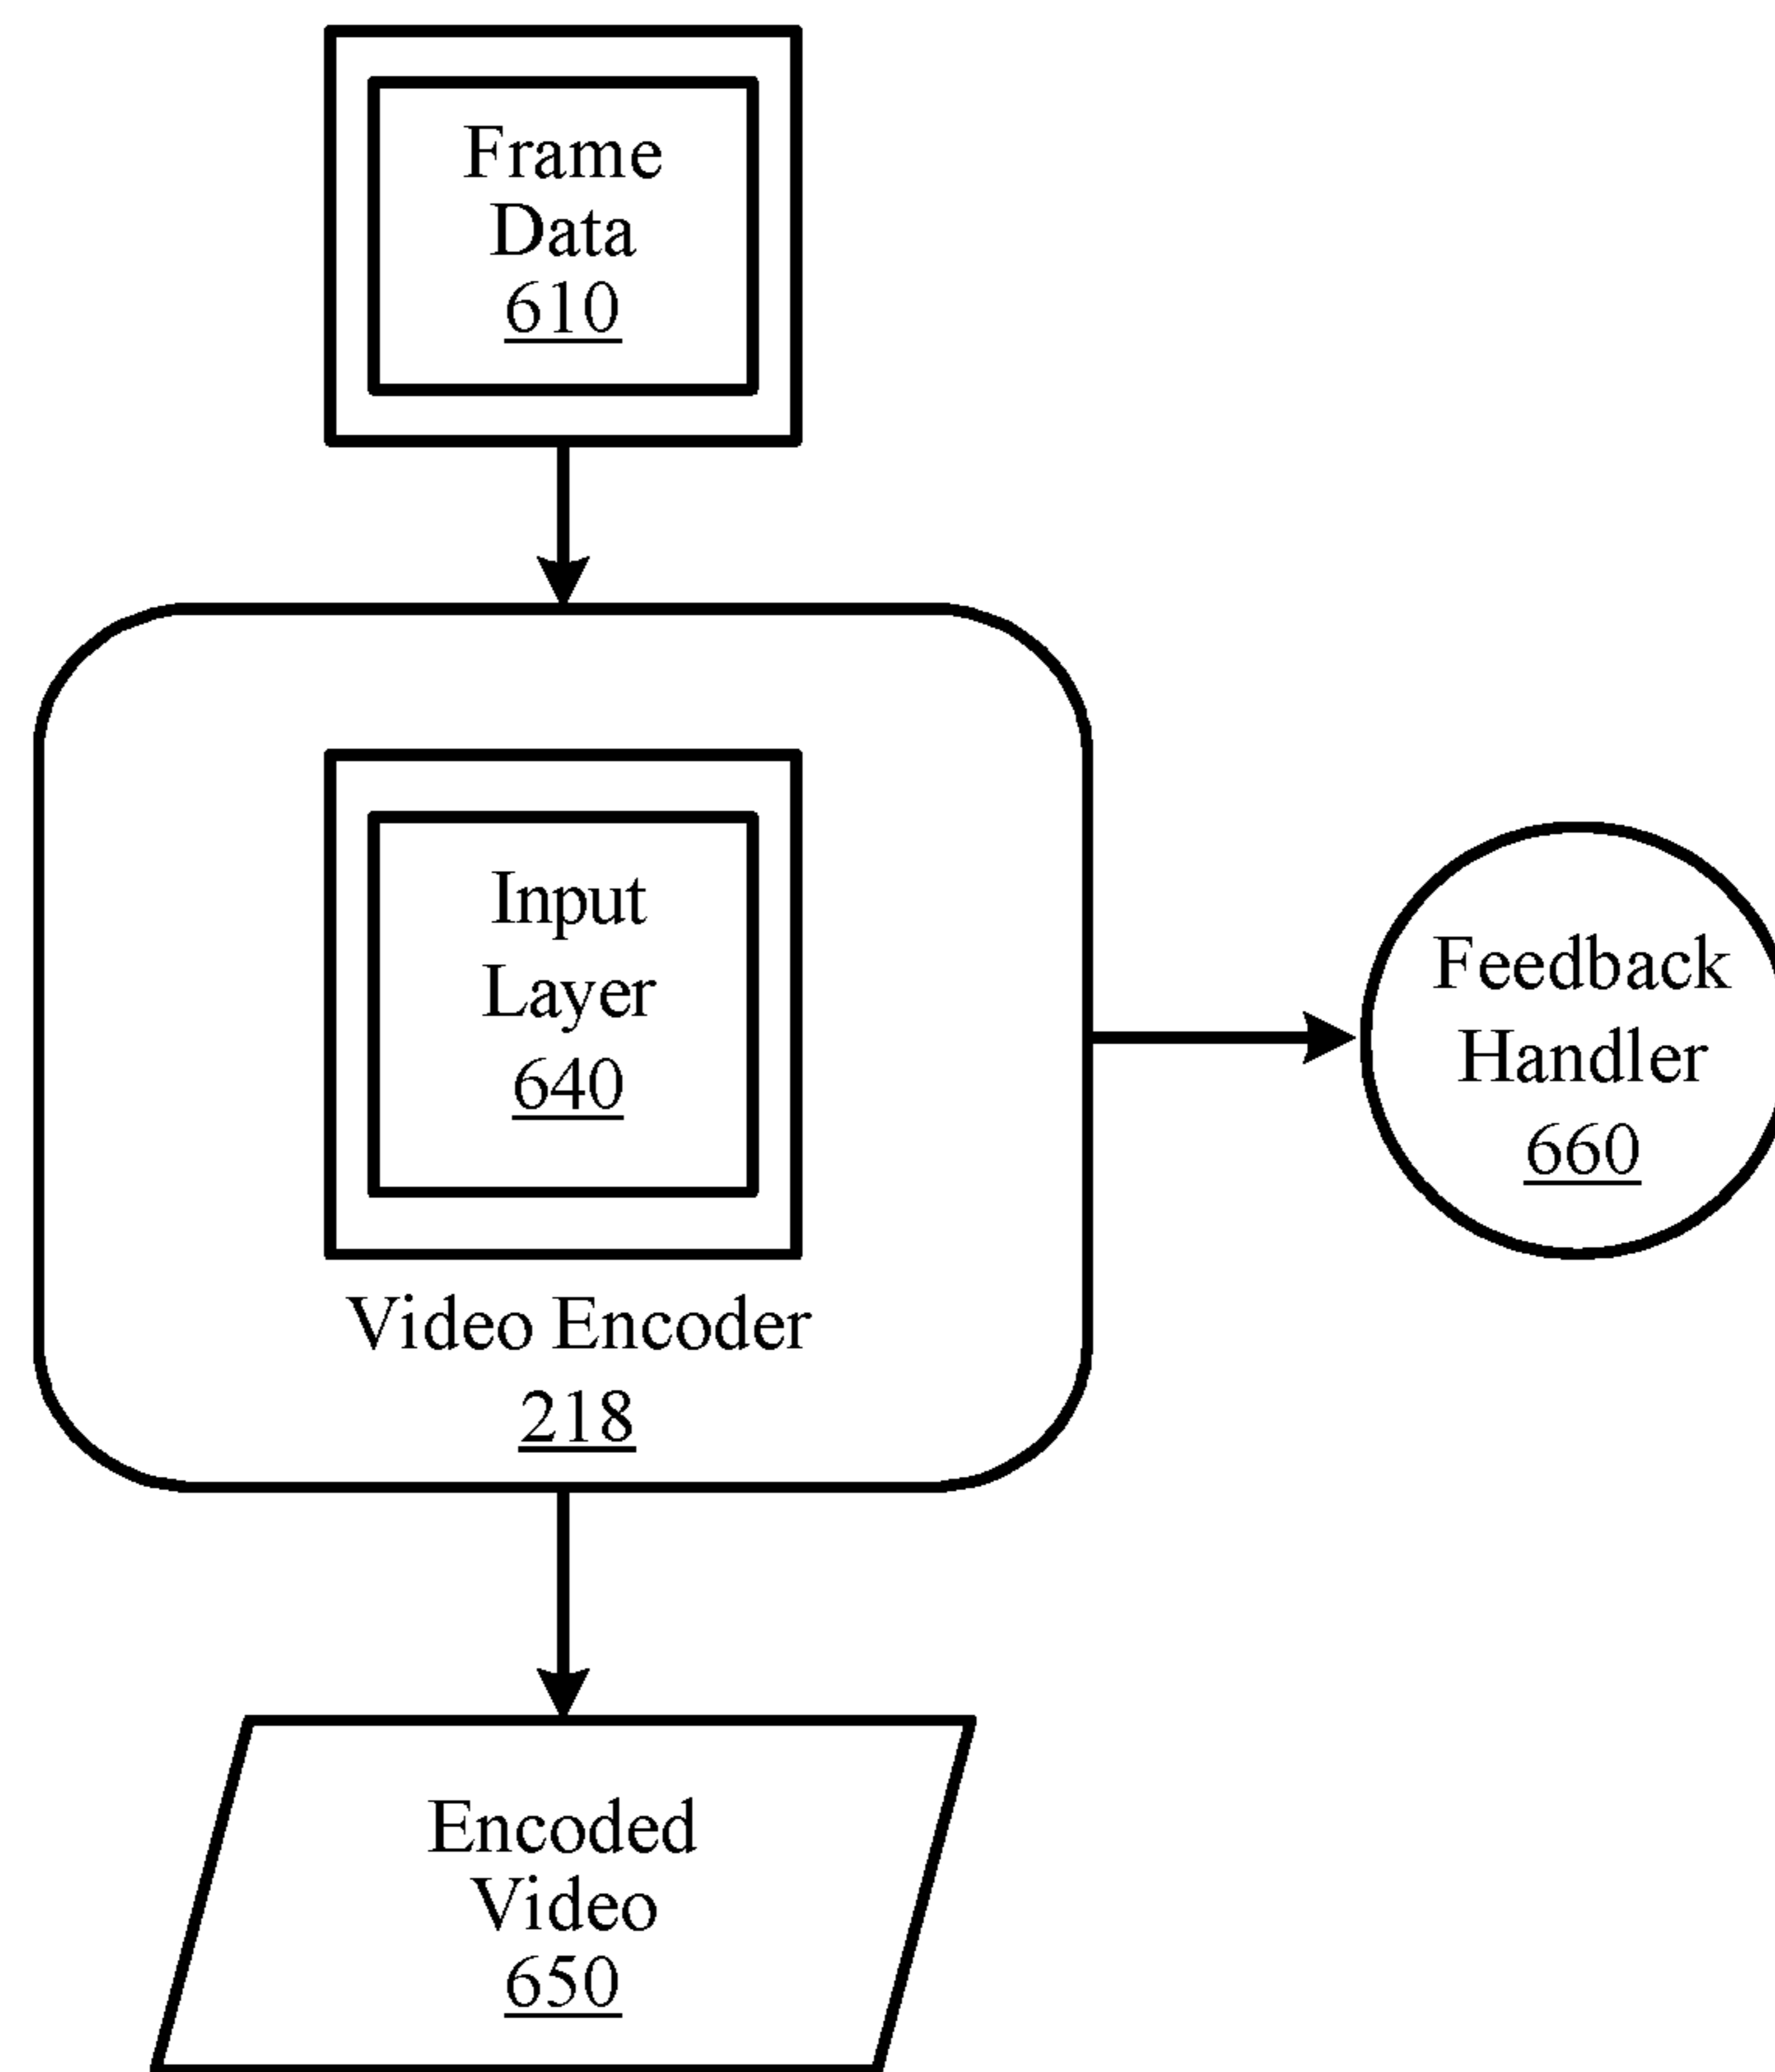 Frame
Data
610
Input
Layer
640
Video Encoder
218
Feedback
Handler
660
Encoded
Video
650